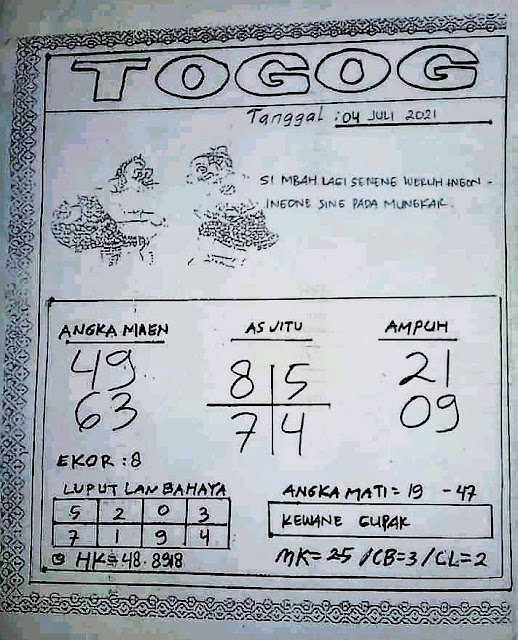 TOGOG
Tanggal : 04 JULI 2021
SI MBAH LAGI SENENE WERUH INGON -
INGONE SING PADA MUNGKAR.
ANGKA MAEN
49
63
AS JITU
8 5
7 4
AMPUH
21
09
EKOR : 8
LUPUT LAN BAHAYA
5 2 0 3
7 1 9 4
HK= 48. 8918
ANGKA MATI = 19 - 47
KEWANE GUPAK
MK= 25 / CB=3 / CL= 2